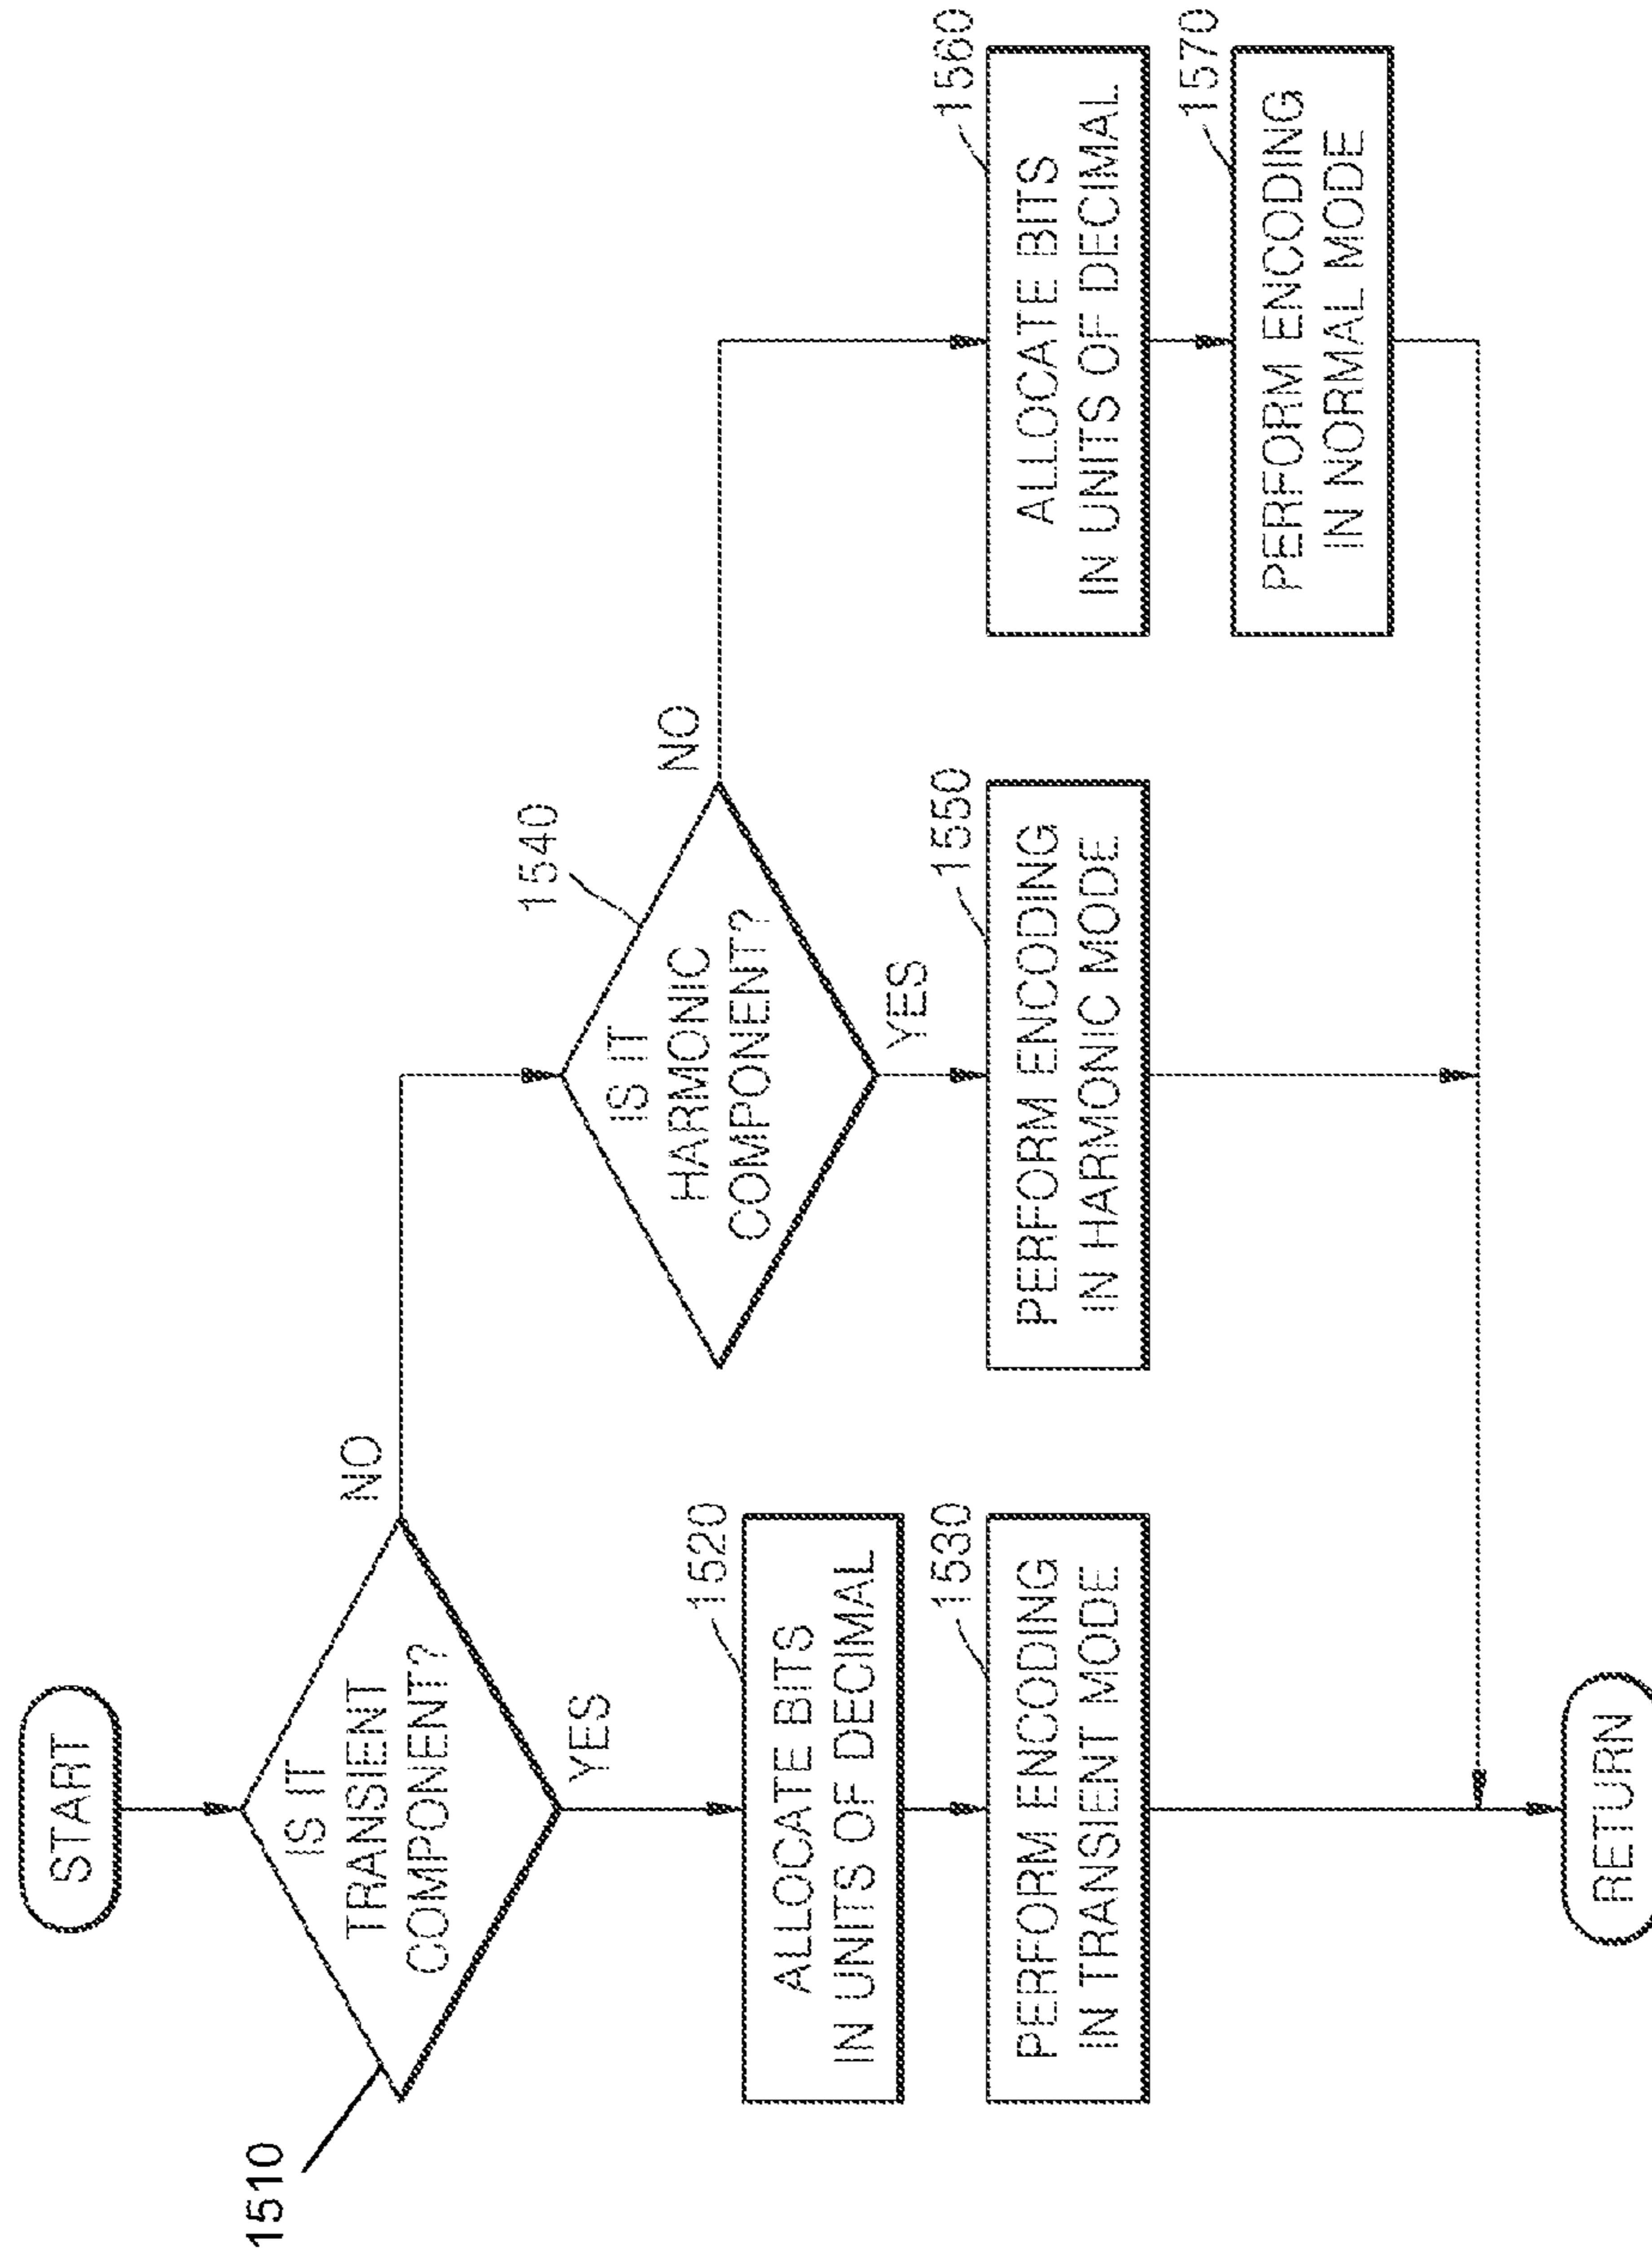 START
1510
IS IT
TRANSIENT
COMPONENT?
NO
YES
1520
ALLOCATE BITS
IN UNITS OF DECIMAL
1530
PERFORM ENCODING
IN TRANSIENT MODE
1540
IS IT
HARMONIC
COMPONENT?
NO
YES
1550
PERFORM ENCODING
IN HARMONIC MODE
1560
ALLOCATE BITS
IN UNITS OF DECIMAL
1570
PERFORM ENCODING
IN NORMAL MODE
RETURN